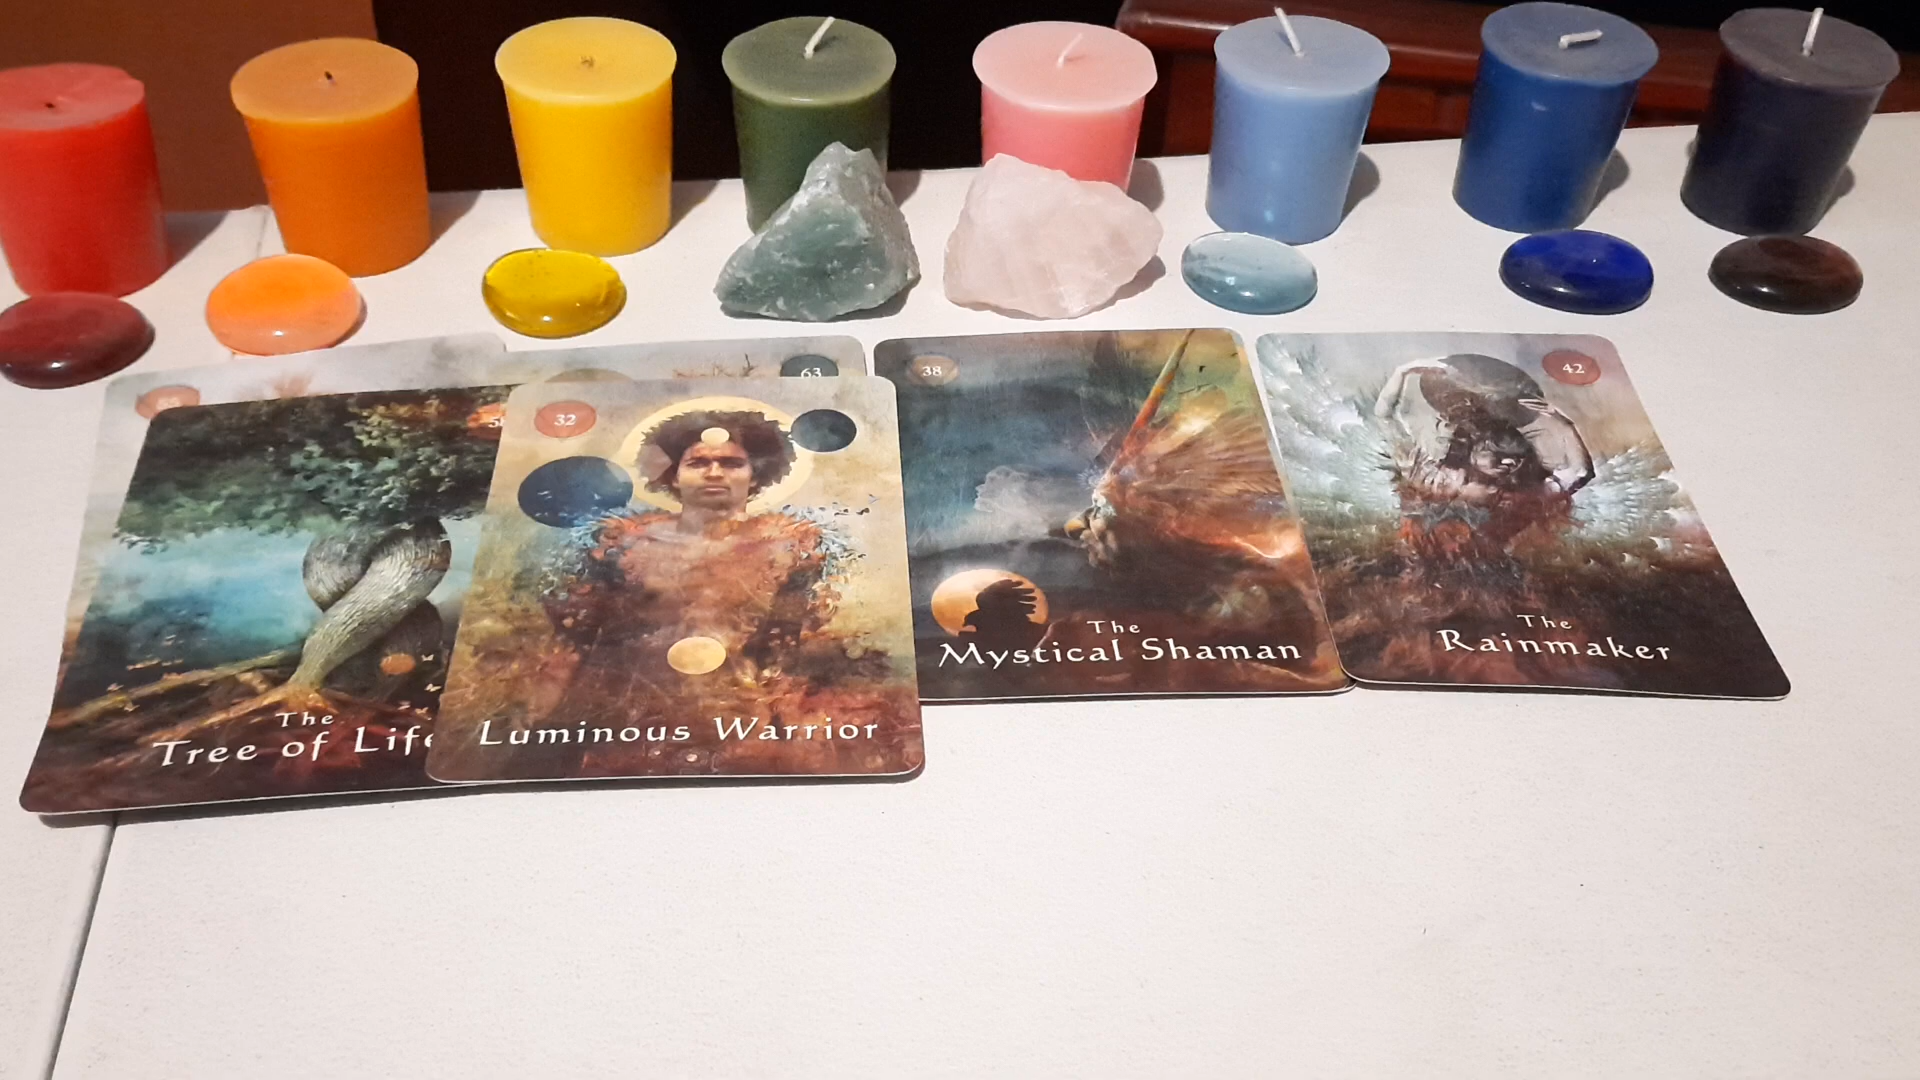 63
32
38
42
The
Tree of Life
Luminous Warrior
The
Mystical Shaman
The
Rainmaker